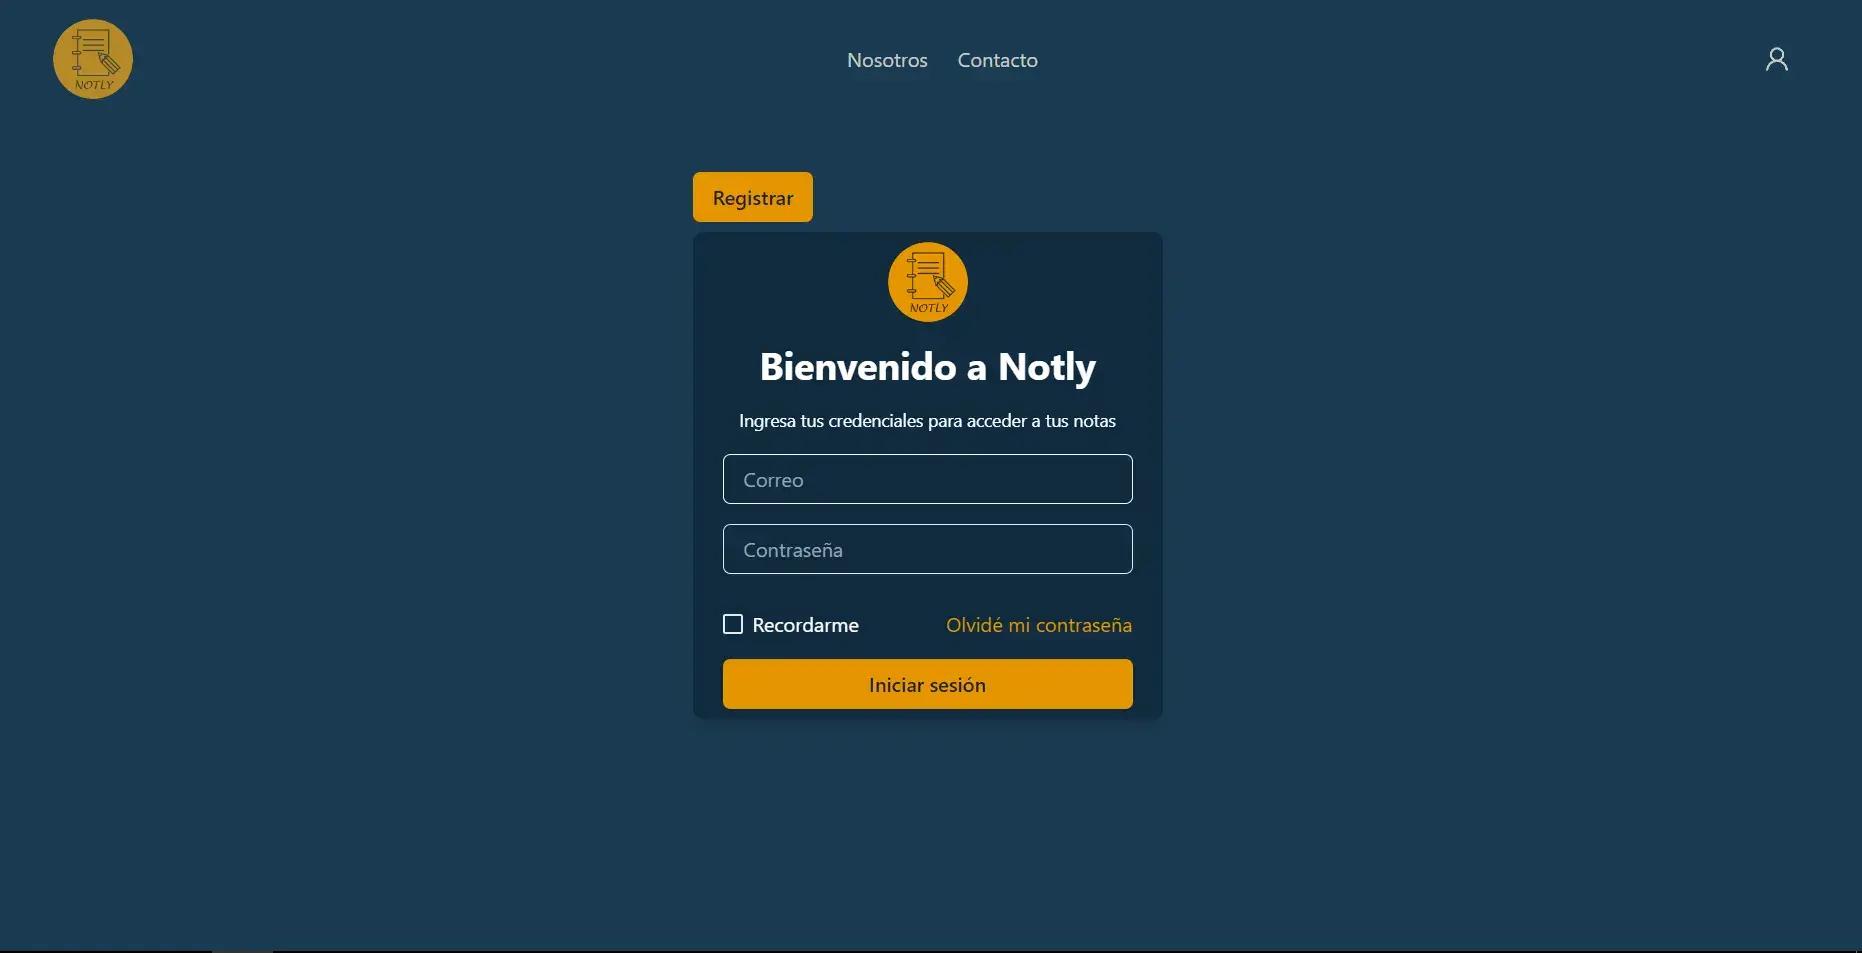 NOTLY
Nosotros Contacto
Registrar
NOTLY
Bienvenido a Notly
Ingresa tus credenciales para acceder a tus notas
Correo
Contraseña
Recordarme Olvidé mi contraseña
Iniciar sesión